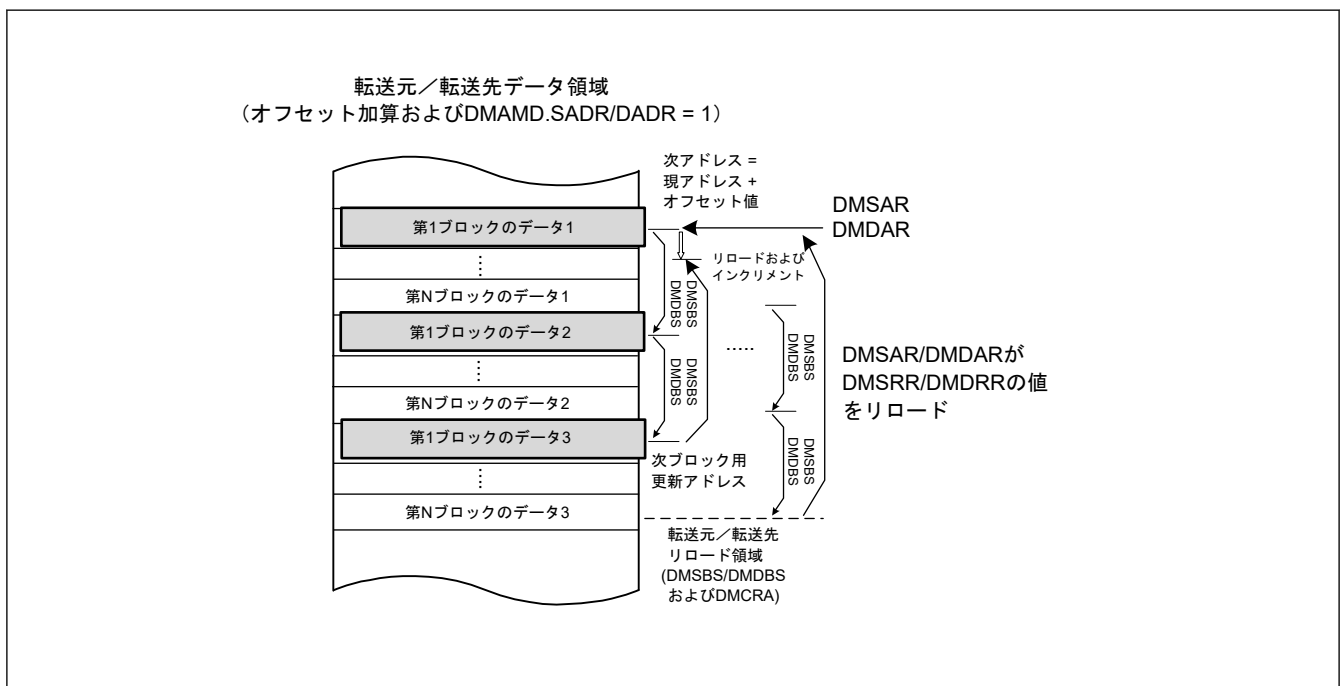 転送元／転送先データ領域
（オフセット加算およびDMAMD.SADR/DADR = 1）
次アドレス =
現アドレス +
オフセット値
DMSAR
DMDAR
第1ブロックのデータ1
リロードおよび
インクリメント
第Nブロックのデータ1
DMSBS
DMDBS
第1ブロックのデータ2
.....
DMSBS
DMDBS
DMSBS
DMDBS
DMSAR/DMDARが
DMSRR/DMDRRの値
をリロード
第Nブロックのデータ2
第1ブロックのデータ3
DMSBS
DMDBS
次ブロック用
更新アドレス
第Nブロックのデータ3
転送元／転送先
リロード領域
(DMSBS/DMDBS
およびDMCRA)